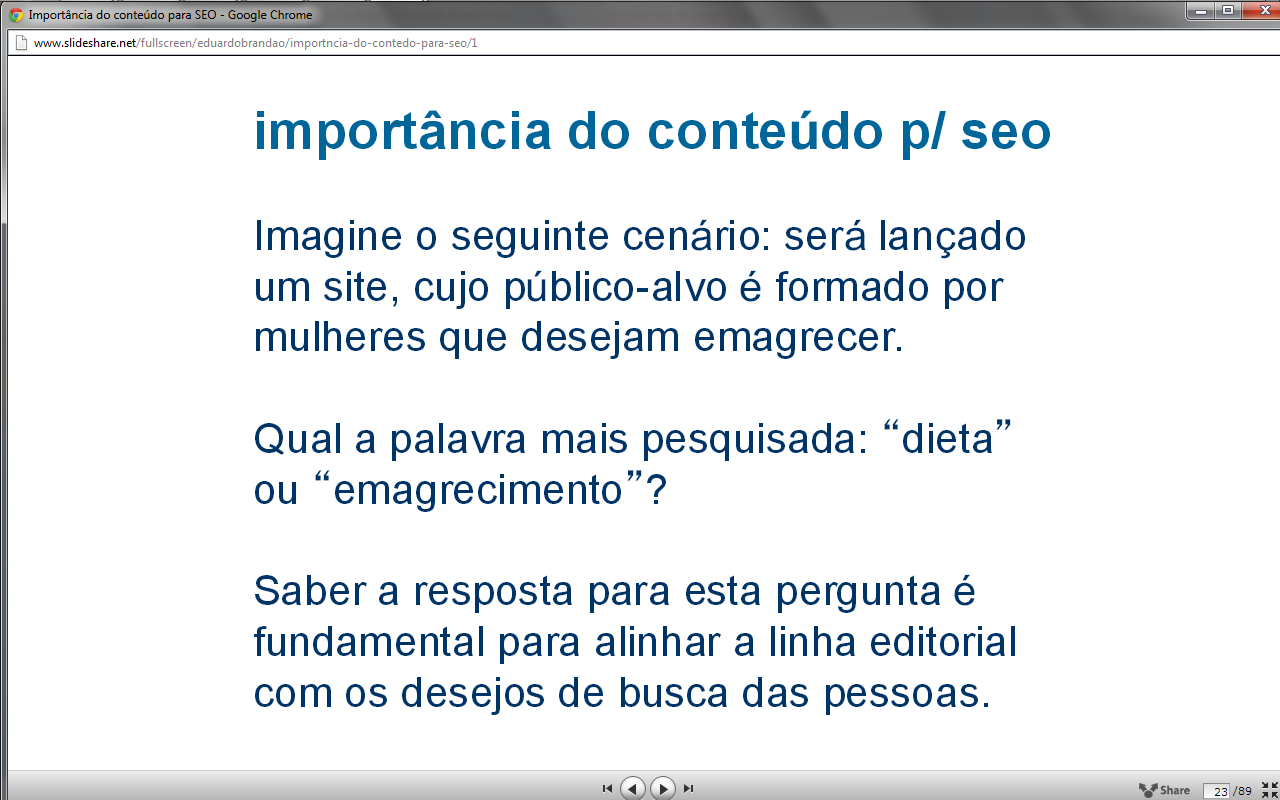 Importância do conteúdo para SEO - Google Chrome
www.slideshare.net/fullscreen/eduardobrandao/importncia-do-contedo-para-seo/1
importância do conteúdo p/ seo
Imagine o seguinte cenário: será lançado
um site, cujo público-alvo é formado por
mulheres que desejam emagrecer.
Qual a palavra mais pesquisada: “dieta”
ou “emagrecimento”?
Saber a resposta para esta pergunta é
fundamental para alinhar a linha editorial
com os desejos de busca das pessoas.
Share 23 /89